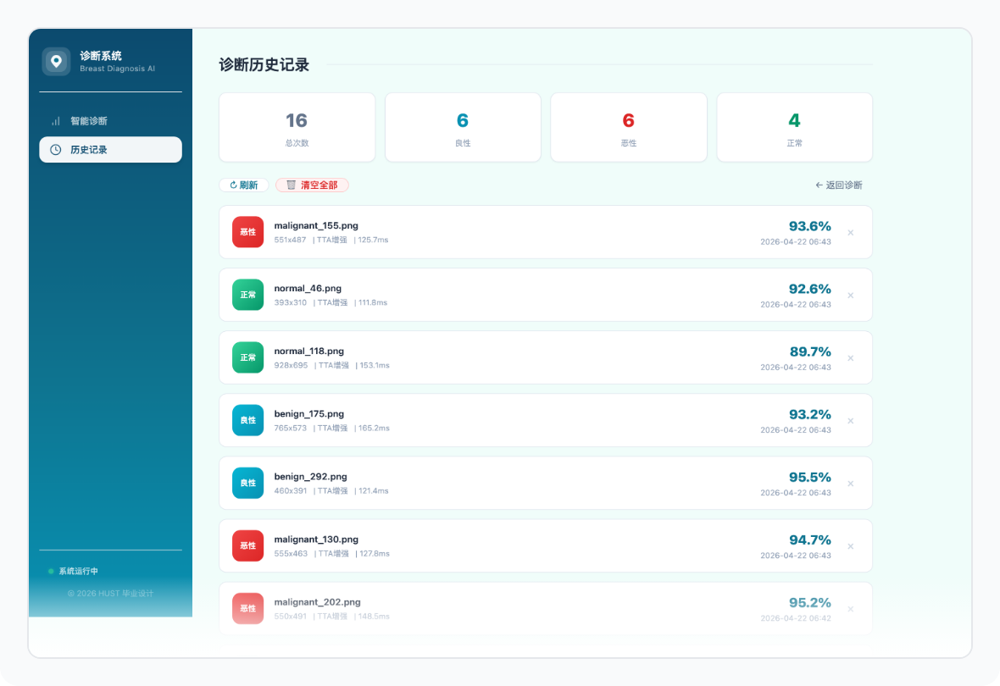 诊断系统
Breast Diagnosis AI
智能诊断
历史记录
系统运行中
© 2026 HUST 毕业设计
诊断历史记录
16
总次数
6
良性
6
恶性
4
正常
刷新
清空全部
← 返回诊断
恶性
malignant_155.png
551x487 | TTA增强 | 125.7ms
93.6%
2026-04-22 06:43
×
正常
normal_46.png
393x310 | TTA增强 | 111.8ms
92.6%
2026-04-22 06:43
×
正常
normal_118.png
928x695 | TTA增强 | 153.1ms
89.7%
2026-04-22 06:43
×
良性
benign_175.png
765x573 | TTA增强 | 165.2ms
93.2%
2026-04-22 06:43
×
良性
benign_292.png
460x391 | TTA增强 | 121.4ms
95.5%
2026-04-22 06:43
×
恶性
malignant_130.png
555x463 | TTA增强 | 127.8ms
94.7%
2026-04-22 06:43
×
恶性
malignant_202.png
550x491 | TTA增强 | 148.5ms
95.2%
2026-04-22 06:42
×